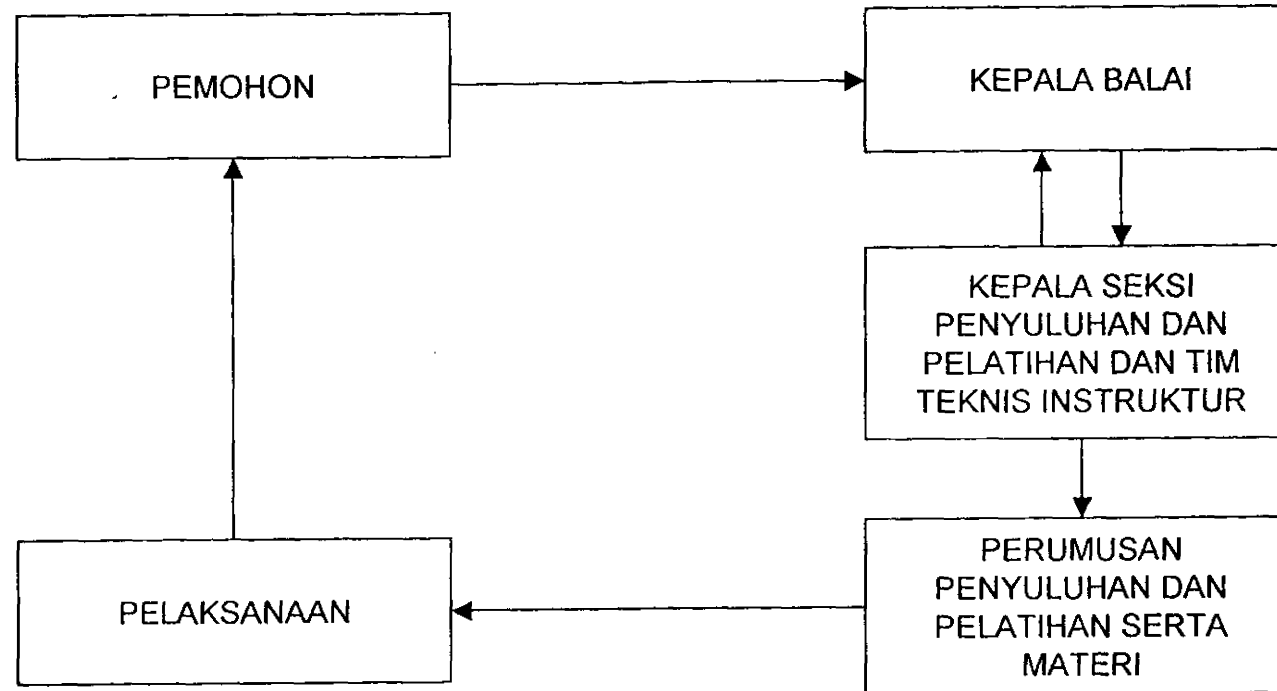 PEMOHON
KEPALA BALAI
KEPALA SEKSI
PENYULUHAN DAN
PELATIHAN DAN TIM
TEKNIS INSTRUKTUR
PERUMUSAN
PENYULUHAN DAN
PELATIHAN SERTA
MATERI
PELAKSANAAN